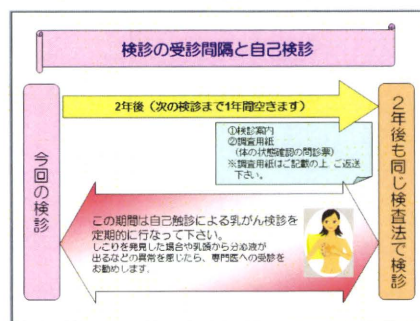 検診の受診間隔と自己検診
2年後（次の検診まで1年間空きます）
①検診案内
②調査用紙
(体の状態確認の問診票)
※調査用紙はご記載の上 ご返送
下さい。
今回の検診
2年後も同じ検査法で検診
この期間は自己触診による乳がん検診を
定期的に行なって下さい。
しこりを発見した場合や乳頭から分泌液が
出るなどの異常を感じたら、専門医への受診を
お勧めします。